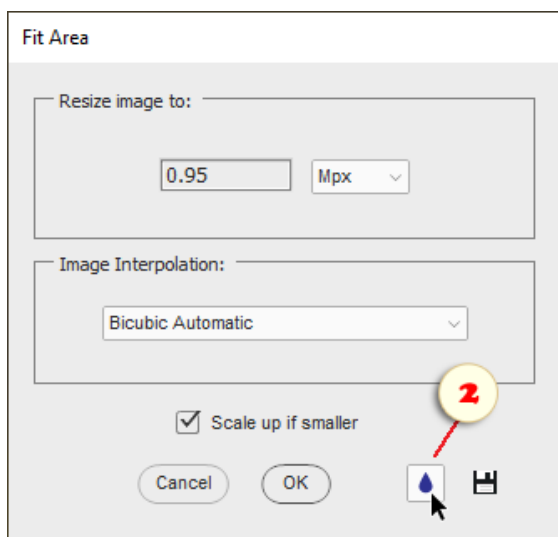 Fit Area
Resize image to:
0.95 Mpx
Image Interpolation:
Bicubic Automatic
2
Scale up if smaller
Cancel OK